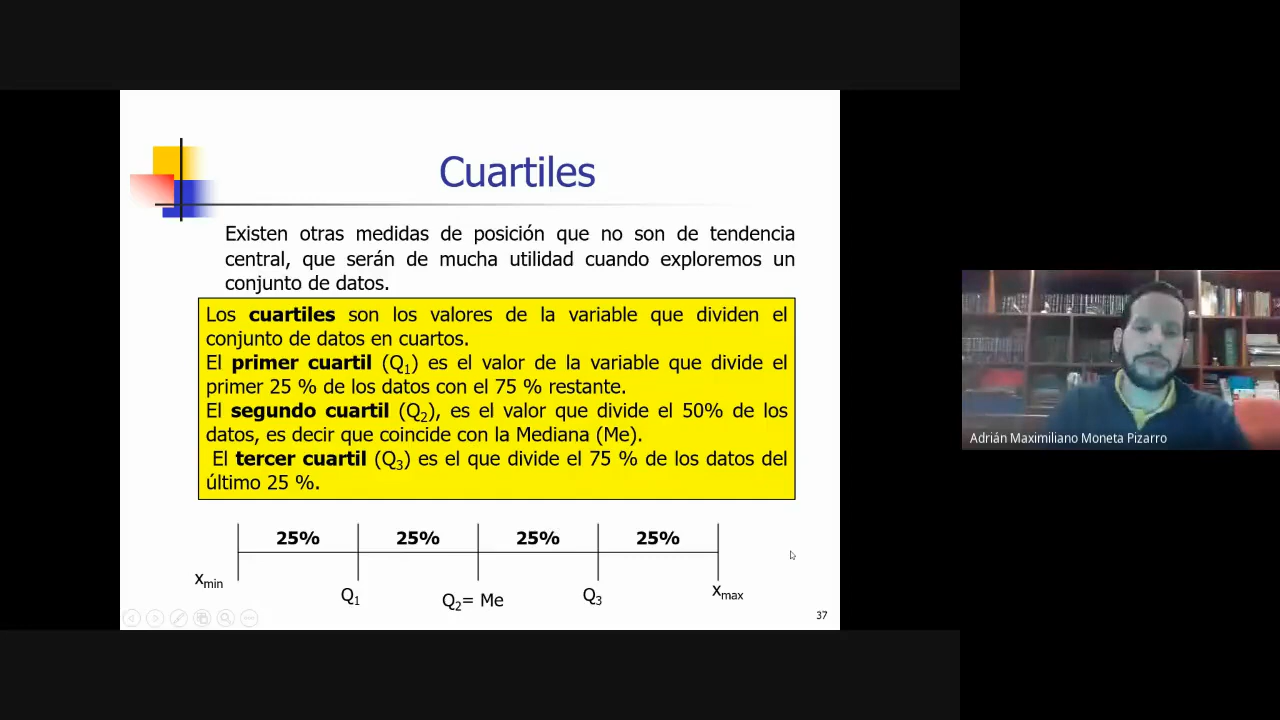 Cuartiles
Existen otras medidas de posición que no son de tendencia
central, que serán de mucha utilidad cuando exploremos un
conjunto de datos.
Los cuartiles son los valores de la variable que dividen el
conjunto de datos en cuartos.
El primer cuartil (Q1) es el valor de la variable que divide el
primer 25 % de los datos con el 75 % restante.
El segundo cuartil (Q2), es el valor que divide el 50% de los
datos, es decir que coincide con la Mediana (Me).
El tercer cuartil (Q3) es el que divide el 75 % de los datos del
último 25 %.
25% 25% 25% 25%
xmin Q1 Q2= Me Q3 xmax
37
Adrián Maximiliano Moneta Pizarro